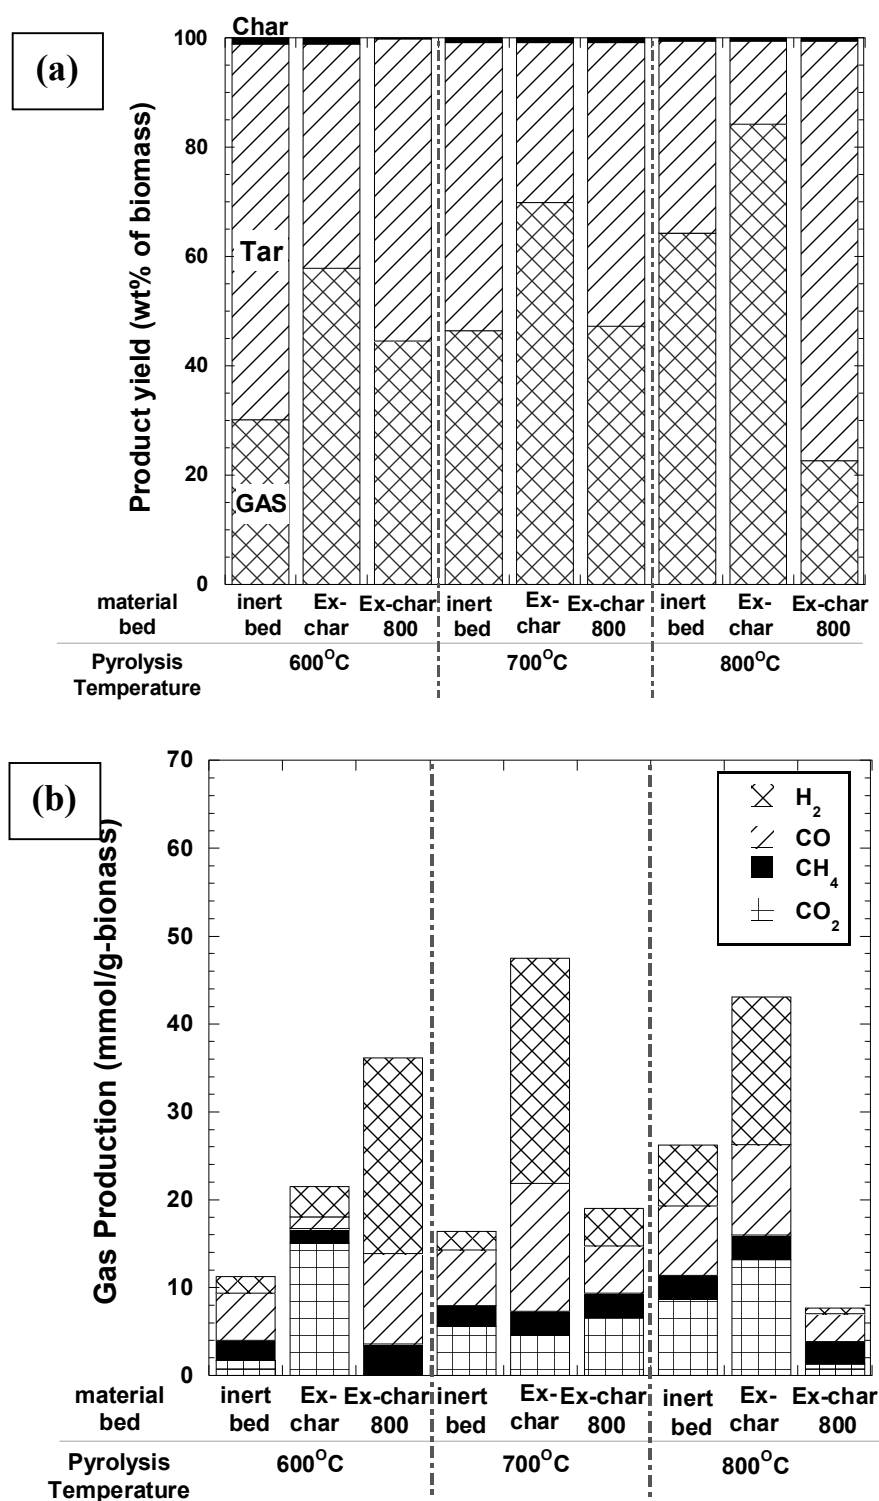 (a)
Char
100
80
60
40
20
0
Product yield (wt% of biomass)
Tar
GAS
material bed
inert bed
Ex-char
Ex-char 800
inert bed
Ex-char
Ex-char 800
inert bed
Ex-char
Ex-char 800
Pyrolysis Temperature
600°C
700°C
800°C
(b)
70
60
50
40
30
20
10
0
Gas Production (mmol/g-bionass)
H2
CO
CH4
CO2
material bed
inert bed
Ex-char
Ex-char 800
inert bed
Ex-char
Ex-char 800
inert bed
Ex-char
Ex-char 800
Pyrolysis Temperature
600°C
700°C
800°C